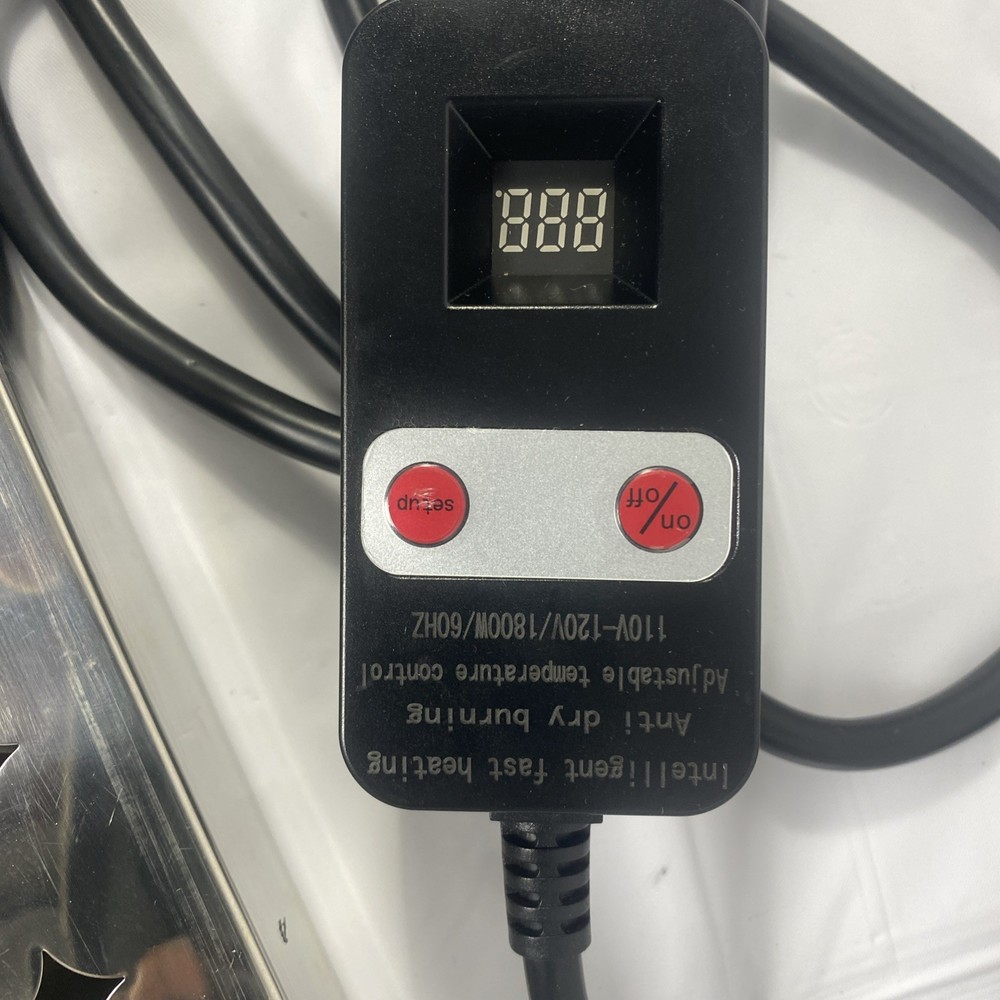 Intelligent fast heating
Anti dry burning
Adjustable temperature control
110V-120V/1800W/60HZ
on/off
setup
888